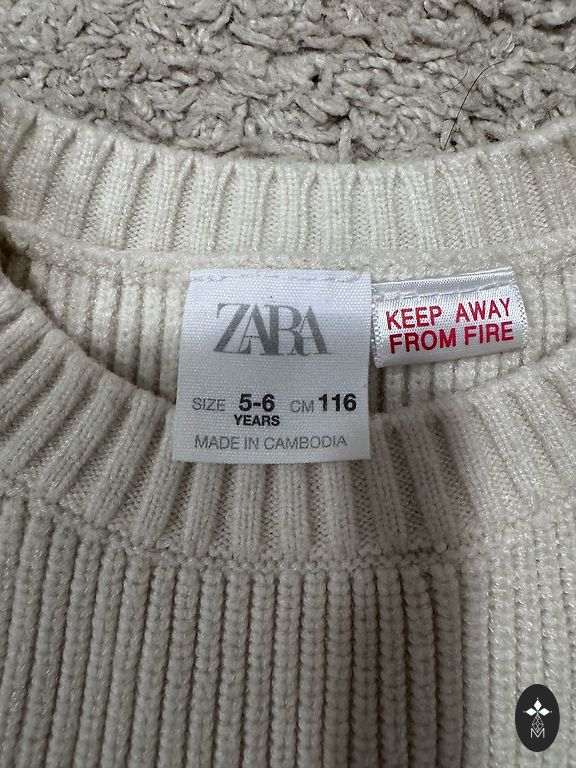 ZARA
SIZE 5-6 CM 116
YEARS
MADE IN CAMBODIA
KEEP AWAY
FROM FIRE